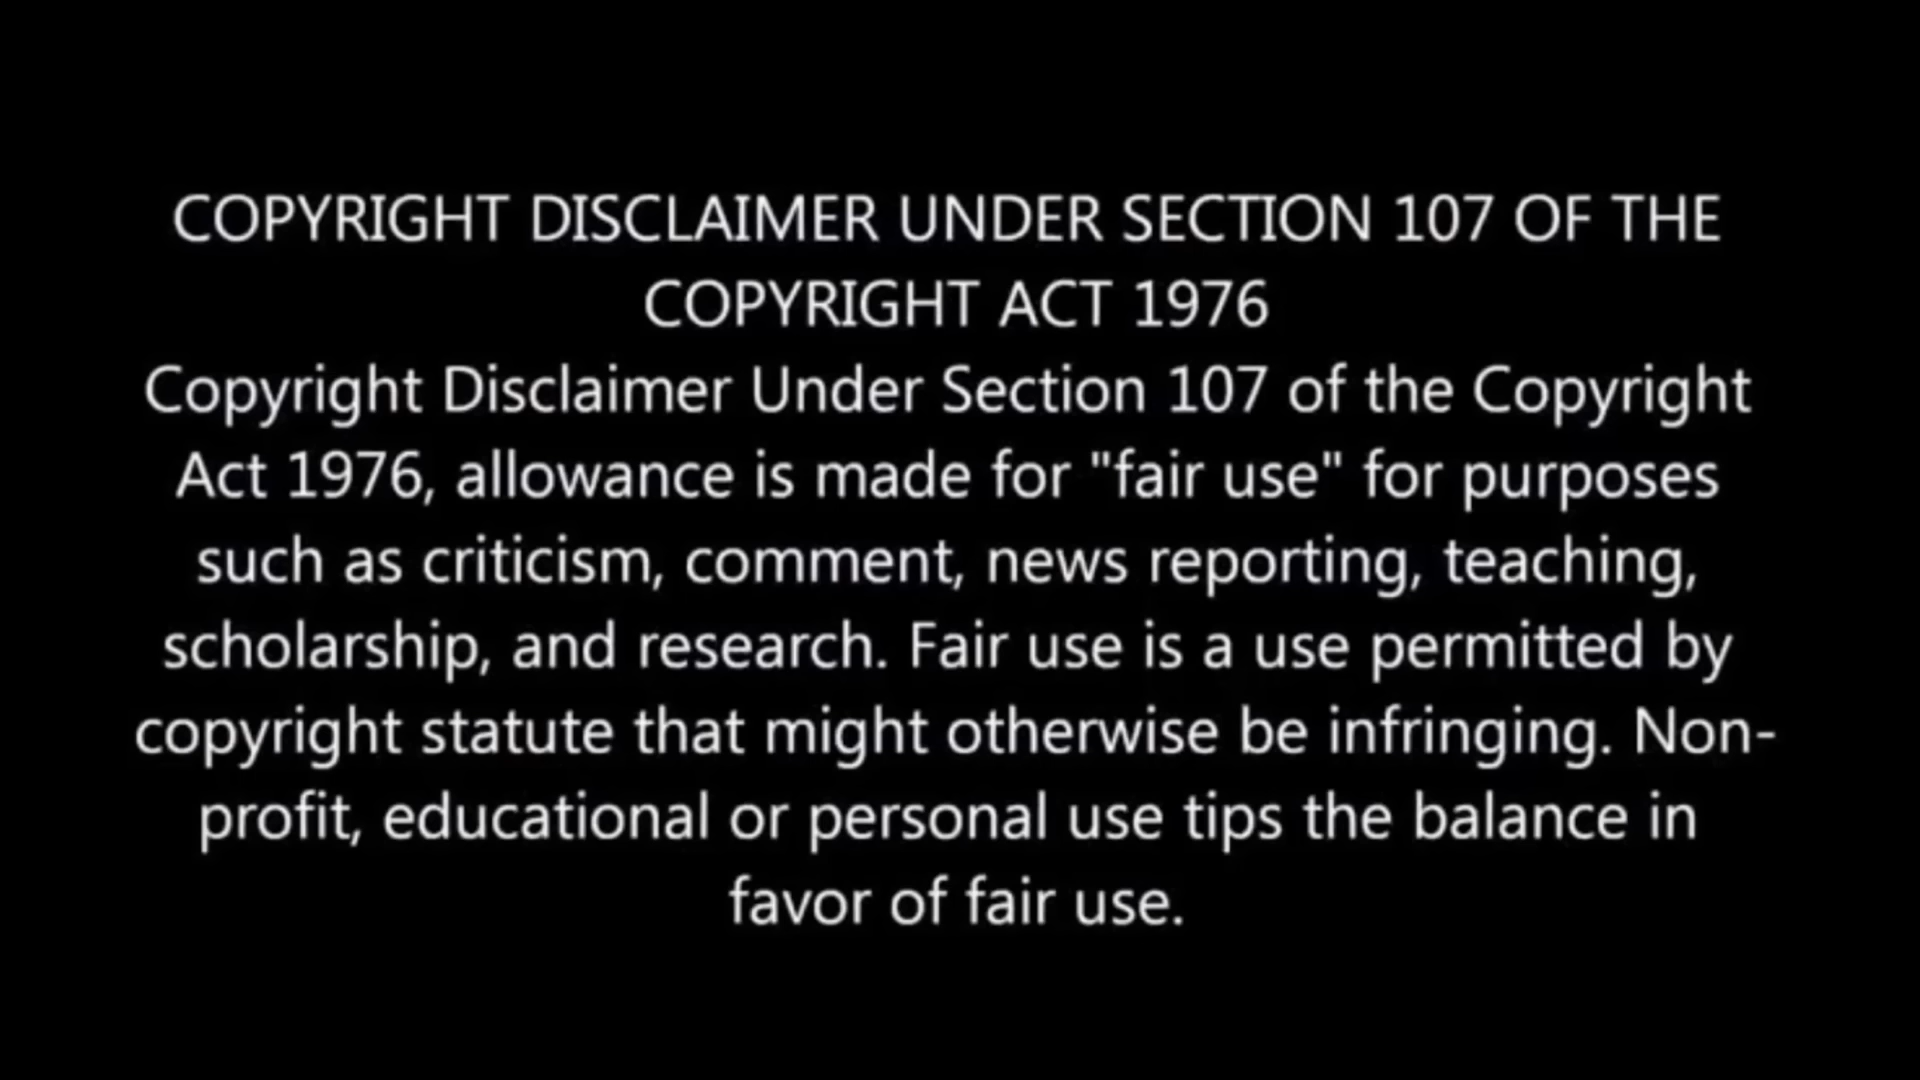 COPYRIGHT DISCLAIMER UNDER SECTION 107 OF THE
COPYRIGHT ACT 1976
Copyright Disclaimer Under Section 107 of the Copyright
Act 1976, allowance is made for "fair use" for purposes
such as criticism, comment, news reporting, teaching,
scholarship, and research. Fair use is a use permitted by
copyright statute that might otherwise be infringing. Non-
profit, educational or personal use tips the balance in
favor of fair use.